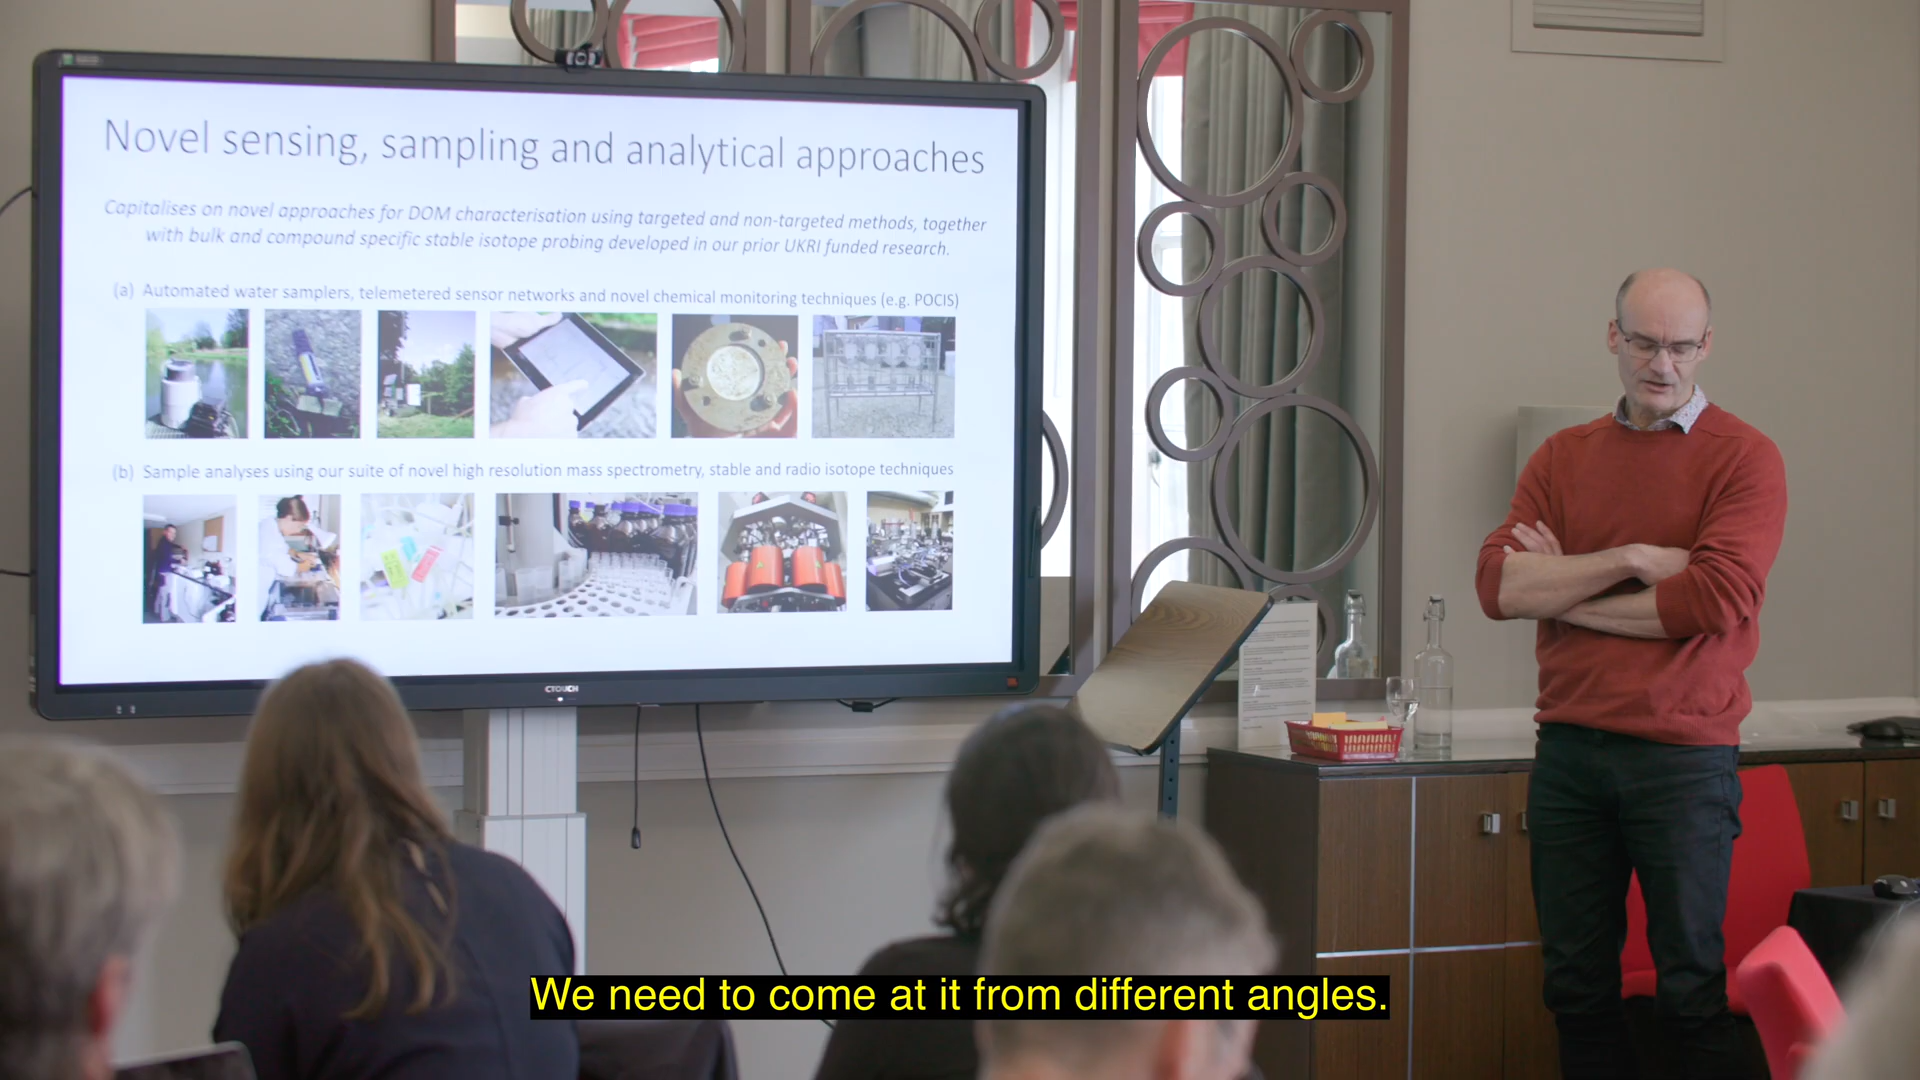 Novel sensing, sampling and analytical approaches
Capitalises on novel approaches for DOM characterisation using targeted and non-targeted methods, together
with bulk and compound specific stable isotope probing developed in our prior UKRI funded research.
(a) Automated water samplers, telemetered sensor networks and novel chemical monitoring techniques (e.g. POCIS)
(b) Sample analyses using our suite of novel high resolution mass spectrometry, stable and radio isotope techniques
CTOUCH
We need to come at it from different angles.